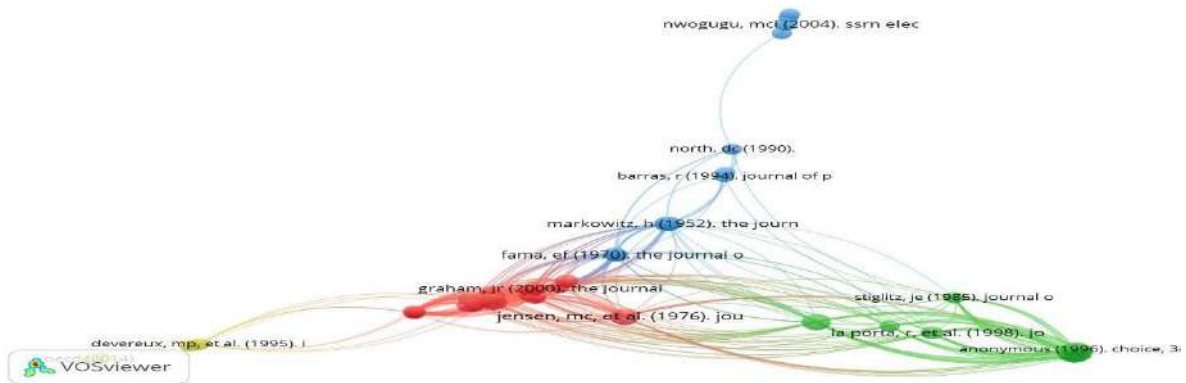 nwogugu, mci (2004). ssrn elec
north, dc (1990).
barras, r (1994). journal of p
markowitz, h (1952). the journ
fama, ef (1970). the journal o
graham, jr (2000). the journal
stiglitz, je (1985). journal o
jensen, mc, et al. (1976). jou
la porta, r, et al. (1998). jo
devereux, mp, et al. (1995). i
anonymous (1996). choice, 3
VOSviewer